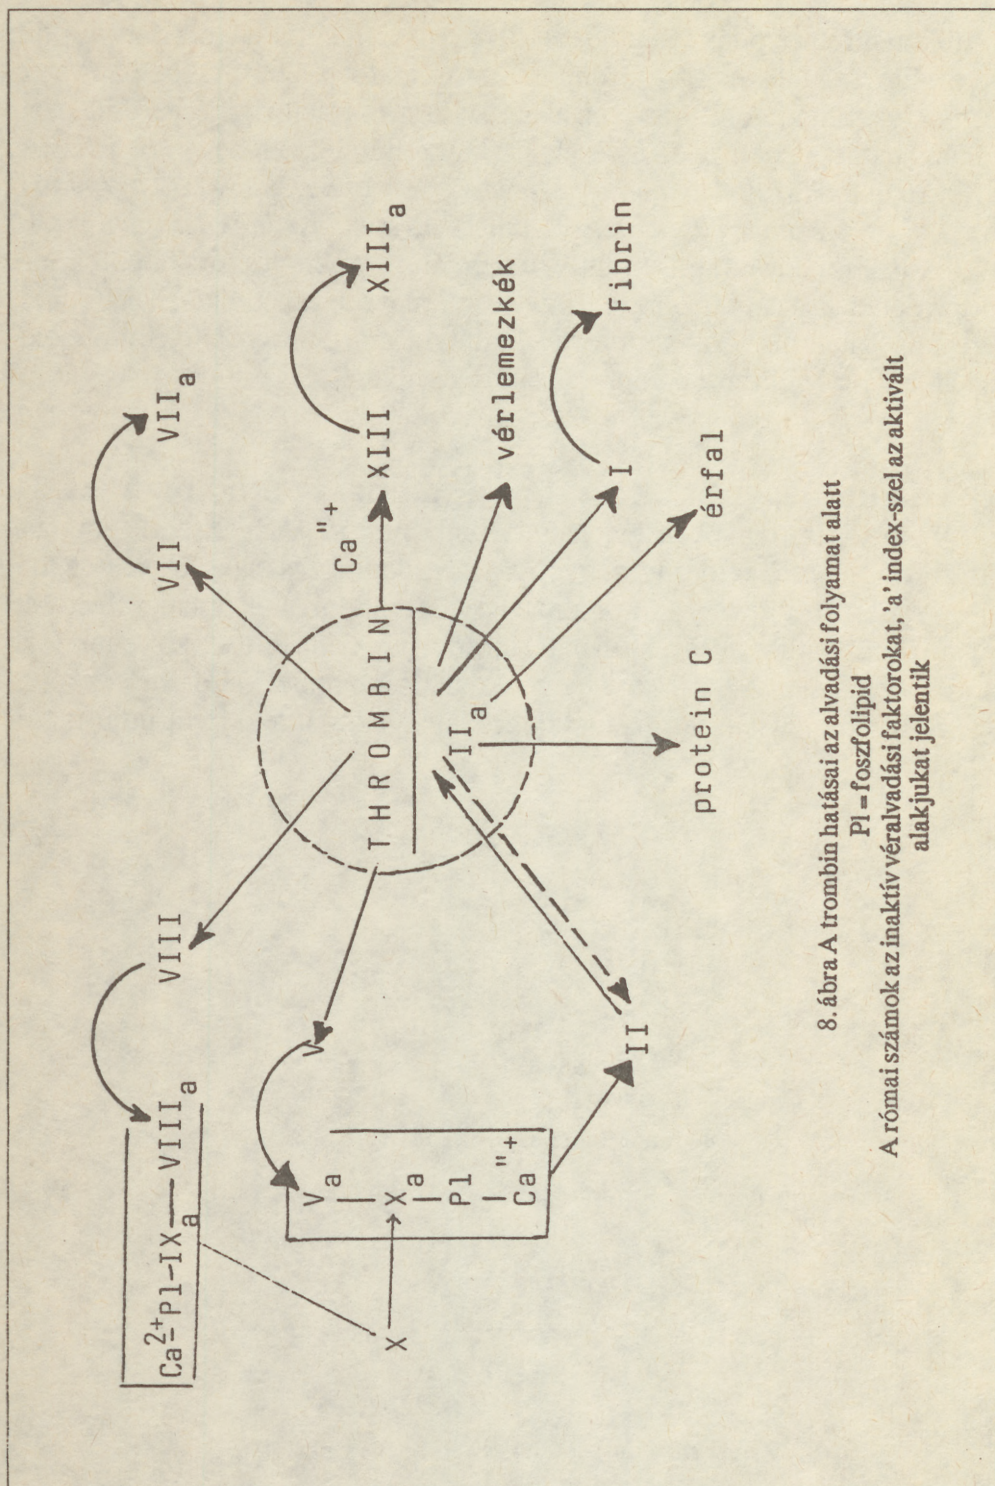 Ca2+–Pl–IXa—VIIIa
VIII
VII
VIIa
V
Va
Xa
Pl
Ca"+
X
THROMBIN
IIa
II
Ca"+
XIII
XIIIa
vérlemezkék
I
Fibrin
érfal
protein C
8. ábra A trombin hatásai az alvadási folyamat alatt
Pl = foszfolipid
A római számok az inaktív véralvadási faktorokat, 'a' index-szel az aktivált
alakjukat jelentik